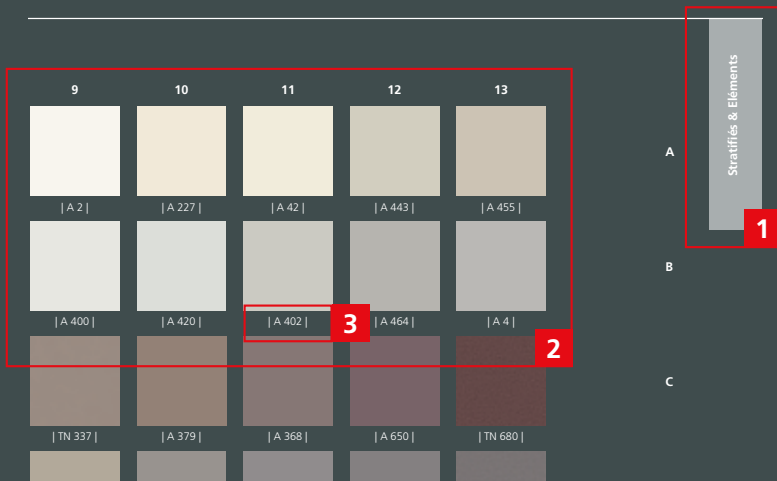 Stratifiés & Eléments
1
9 10 11 12 13
A
| A 2 | | A 227 | | A 42 | | A 443 | | A 455 |
B
| A 400 | | A 420 | | A 402 | 3 | A 464 | | A 4 |
2
C
| TN 337 | | A 379 | | A 368 | | A 650 | | TN 680 |